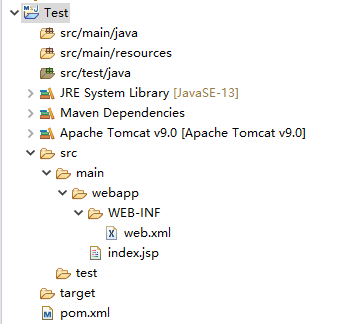 Test
src/main/java
src/main/resources
src/test/java
JRE System Library [JavaSE-13]
Maven Dependencies
Apache Tomcat v9.0 [Apache Tomcat v9.0]
src
main
webapp
WEB-INF
web.xml
index.jsp
test
target
pom.xml